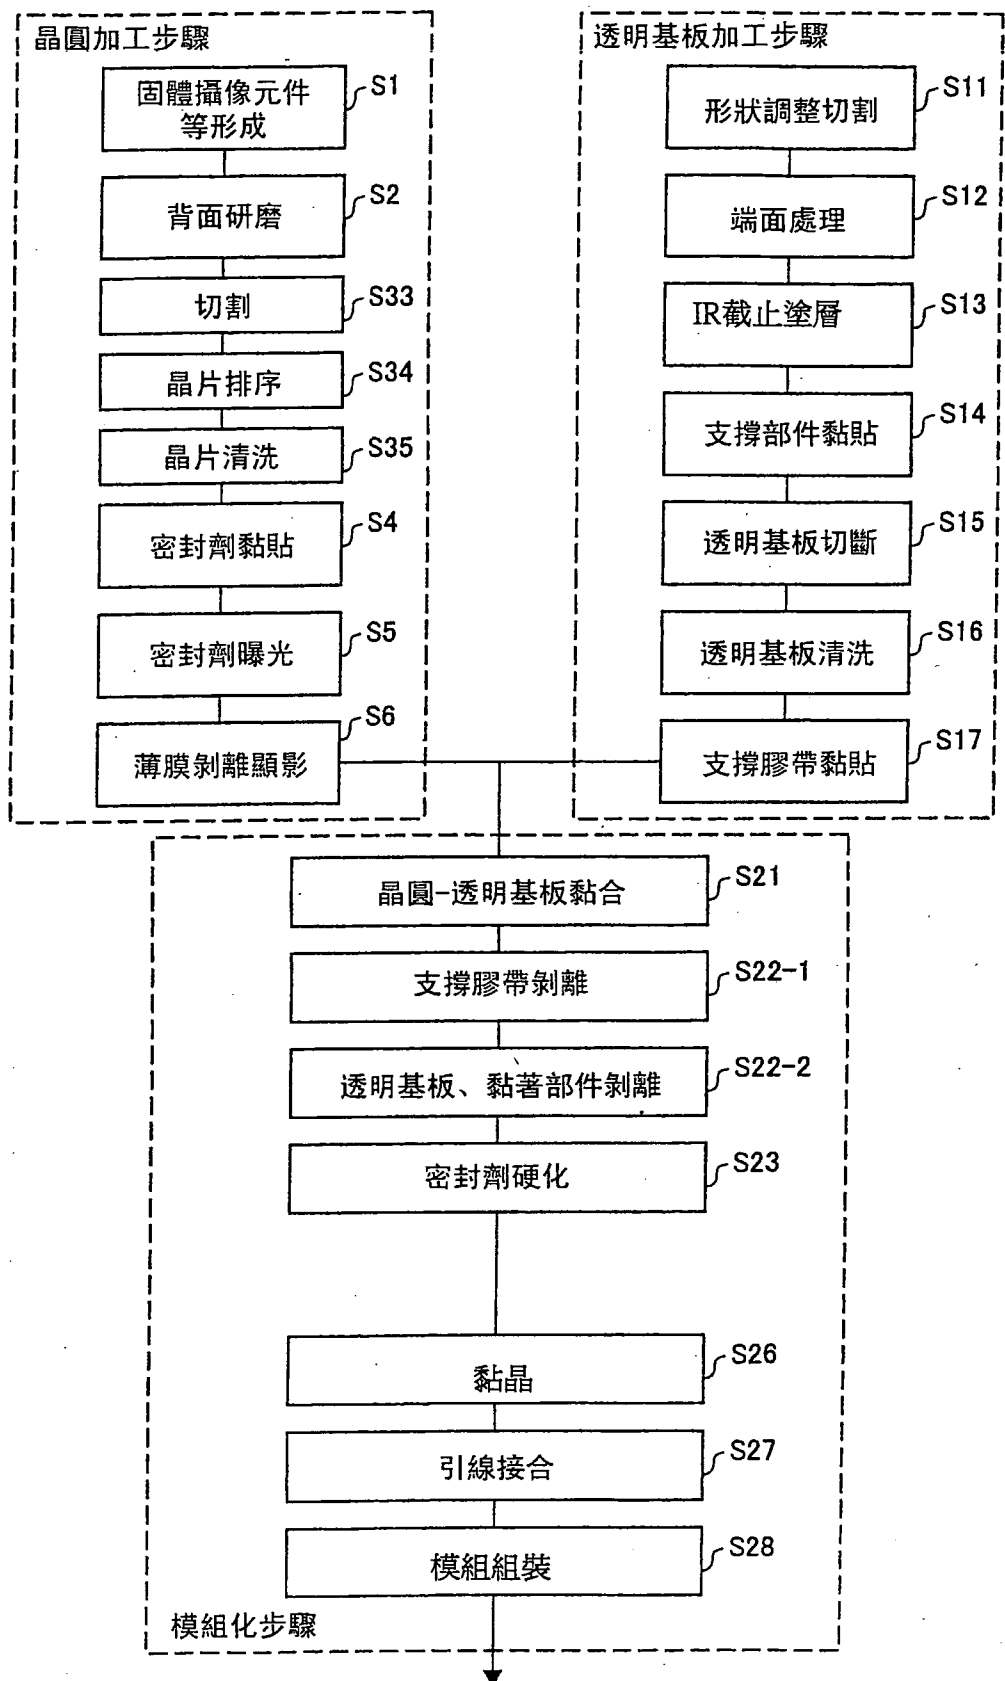 晶圓加工步驟
固體攝像元件
等形成
S1
背面研磨
S2
切割
S33
晶片排序
S34
晶片清洗
S35
密封劑黏貼
S4
密封劑曝光
S5
薄膜剝離顯影
S6
透明基板加工步驟
形狀調整切割
S11
端面處理
S12
IR截止塗層
S13
支撐部件黏貼
S14
透明基板切斷
S15
透明基板清洗
S16
支撐膠帶黏貼
S17
晶圓-透明基板黏合
S21
支撐膠帶剝離
S22-1
透明基板、黏著部件剝離
S22-2
密封劑硬化
S23
黏晶
S26
引線接合
S27
模組組裝
S28
模組化步驟